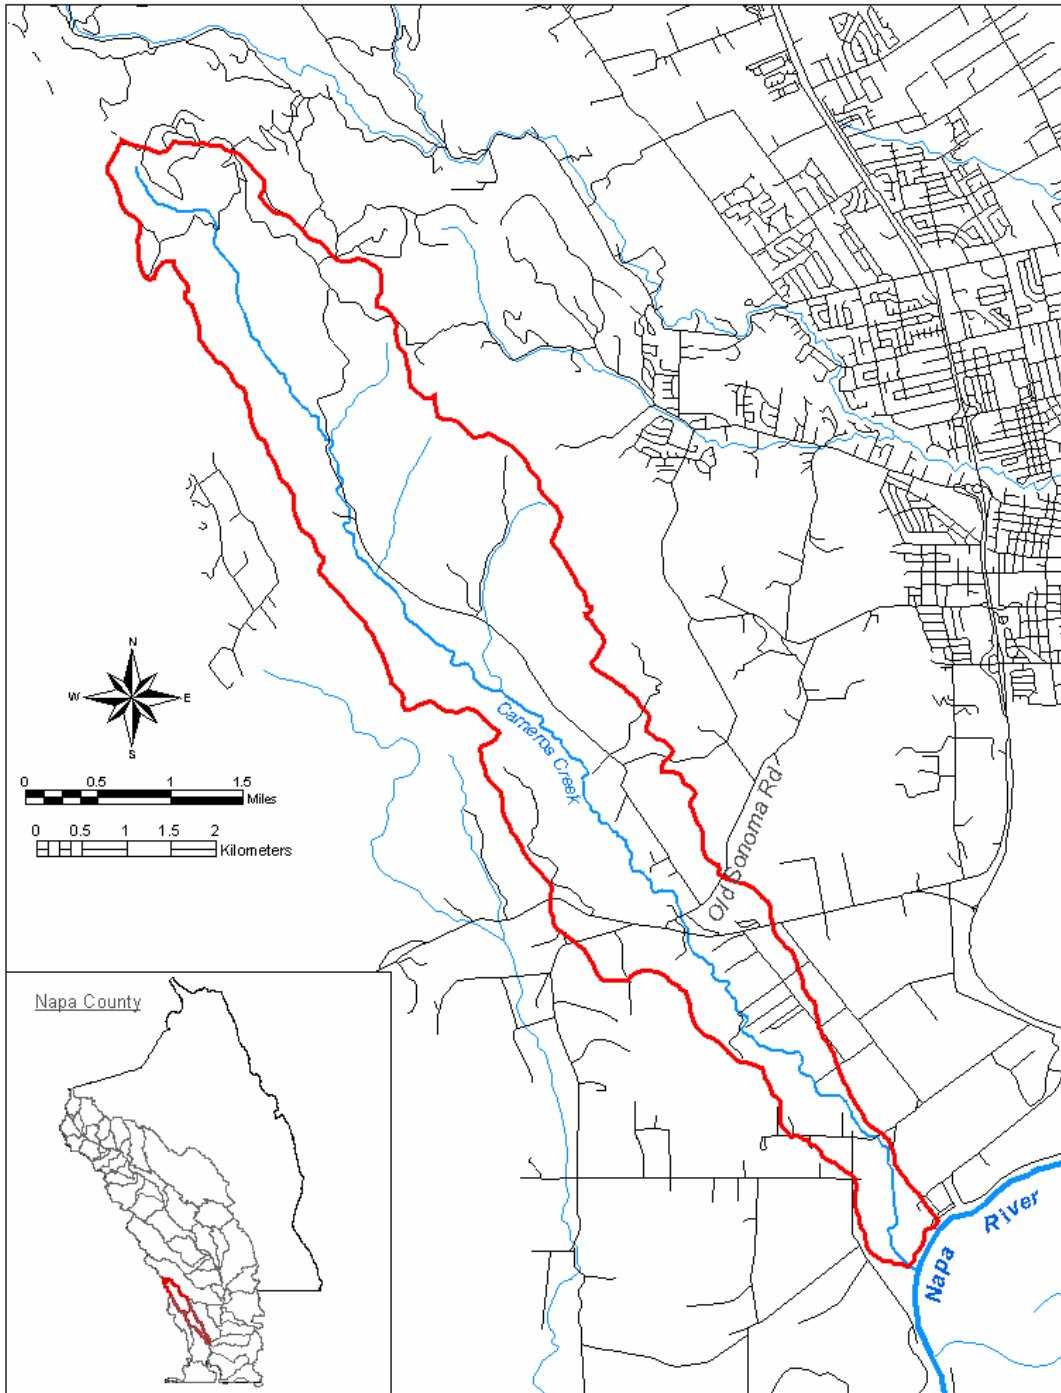 N
W E
S
0 0.5 1 1.5
Miles
0 0.5 1 1.5 2
Kilometers
Carneros Creek
Old Sonoma Rd
Napa River
Napa County